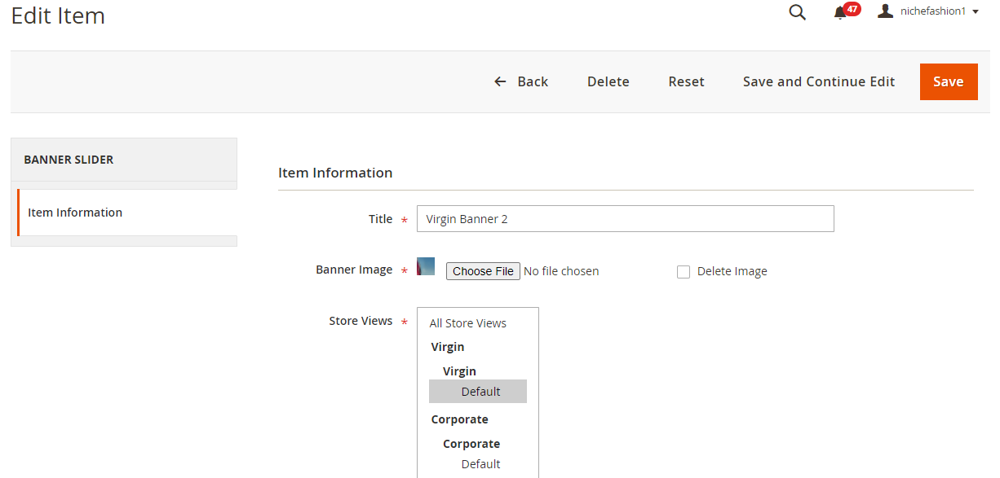 Edit Item
47
nichefashion1
Back Delete Reset Save and Continue Edit Save
BANNER SLIDER
Item Information
Item Information
Title * Virgin Banner 2
Banner Image * Choose File No file chosen Delete Image
Store Views * All Store Views
Virgin
Virgin
Default
Corporate
Corporate
Default